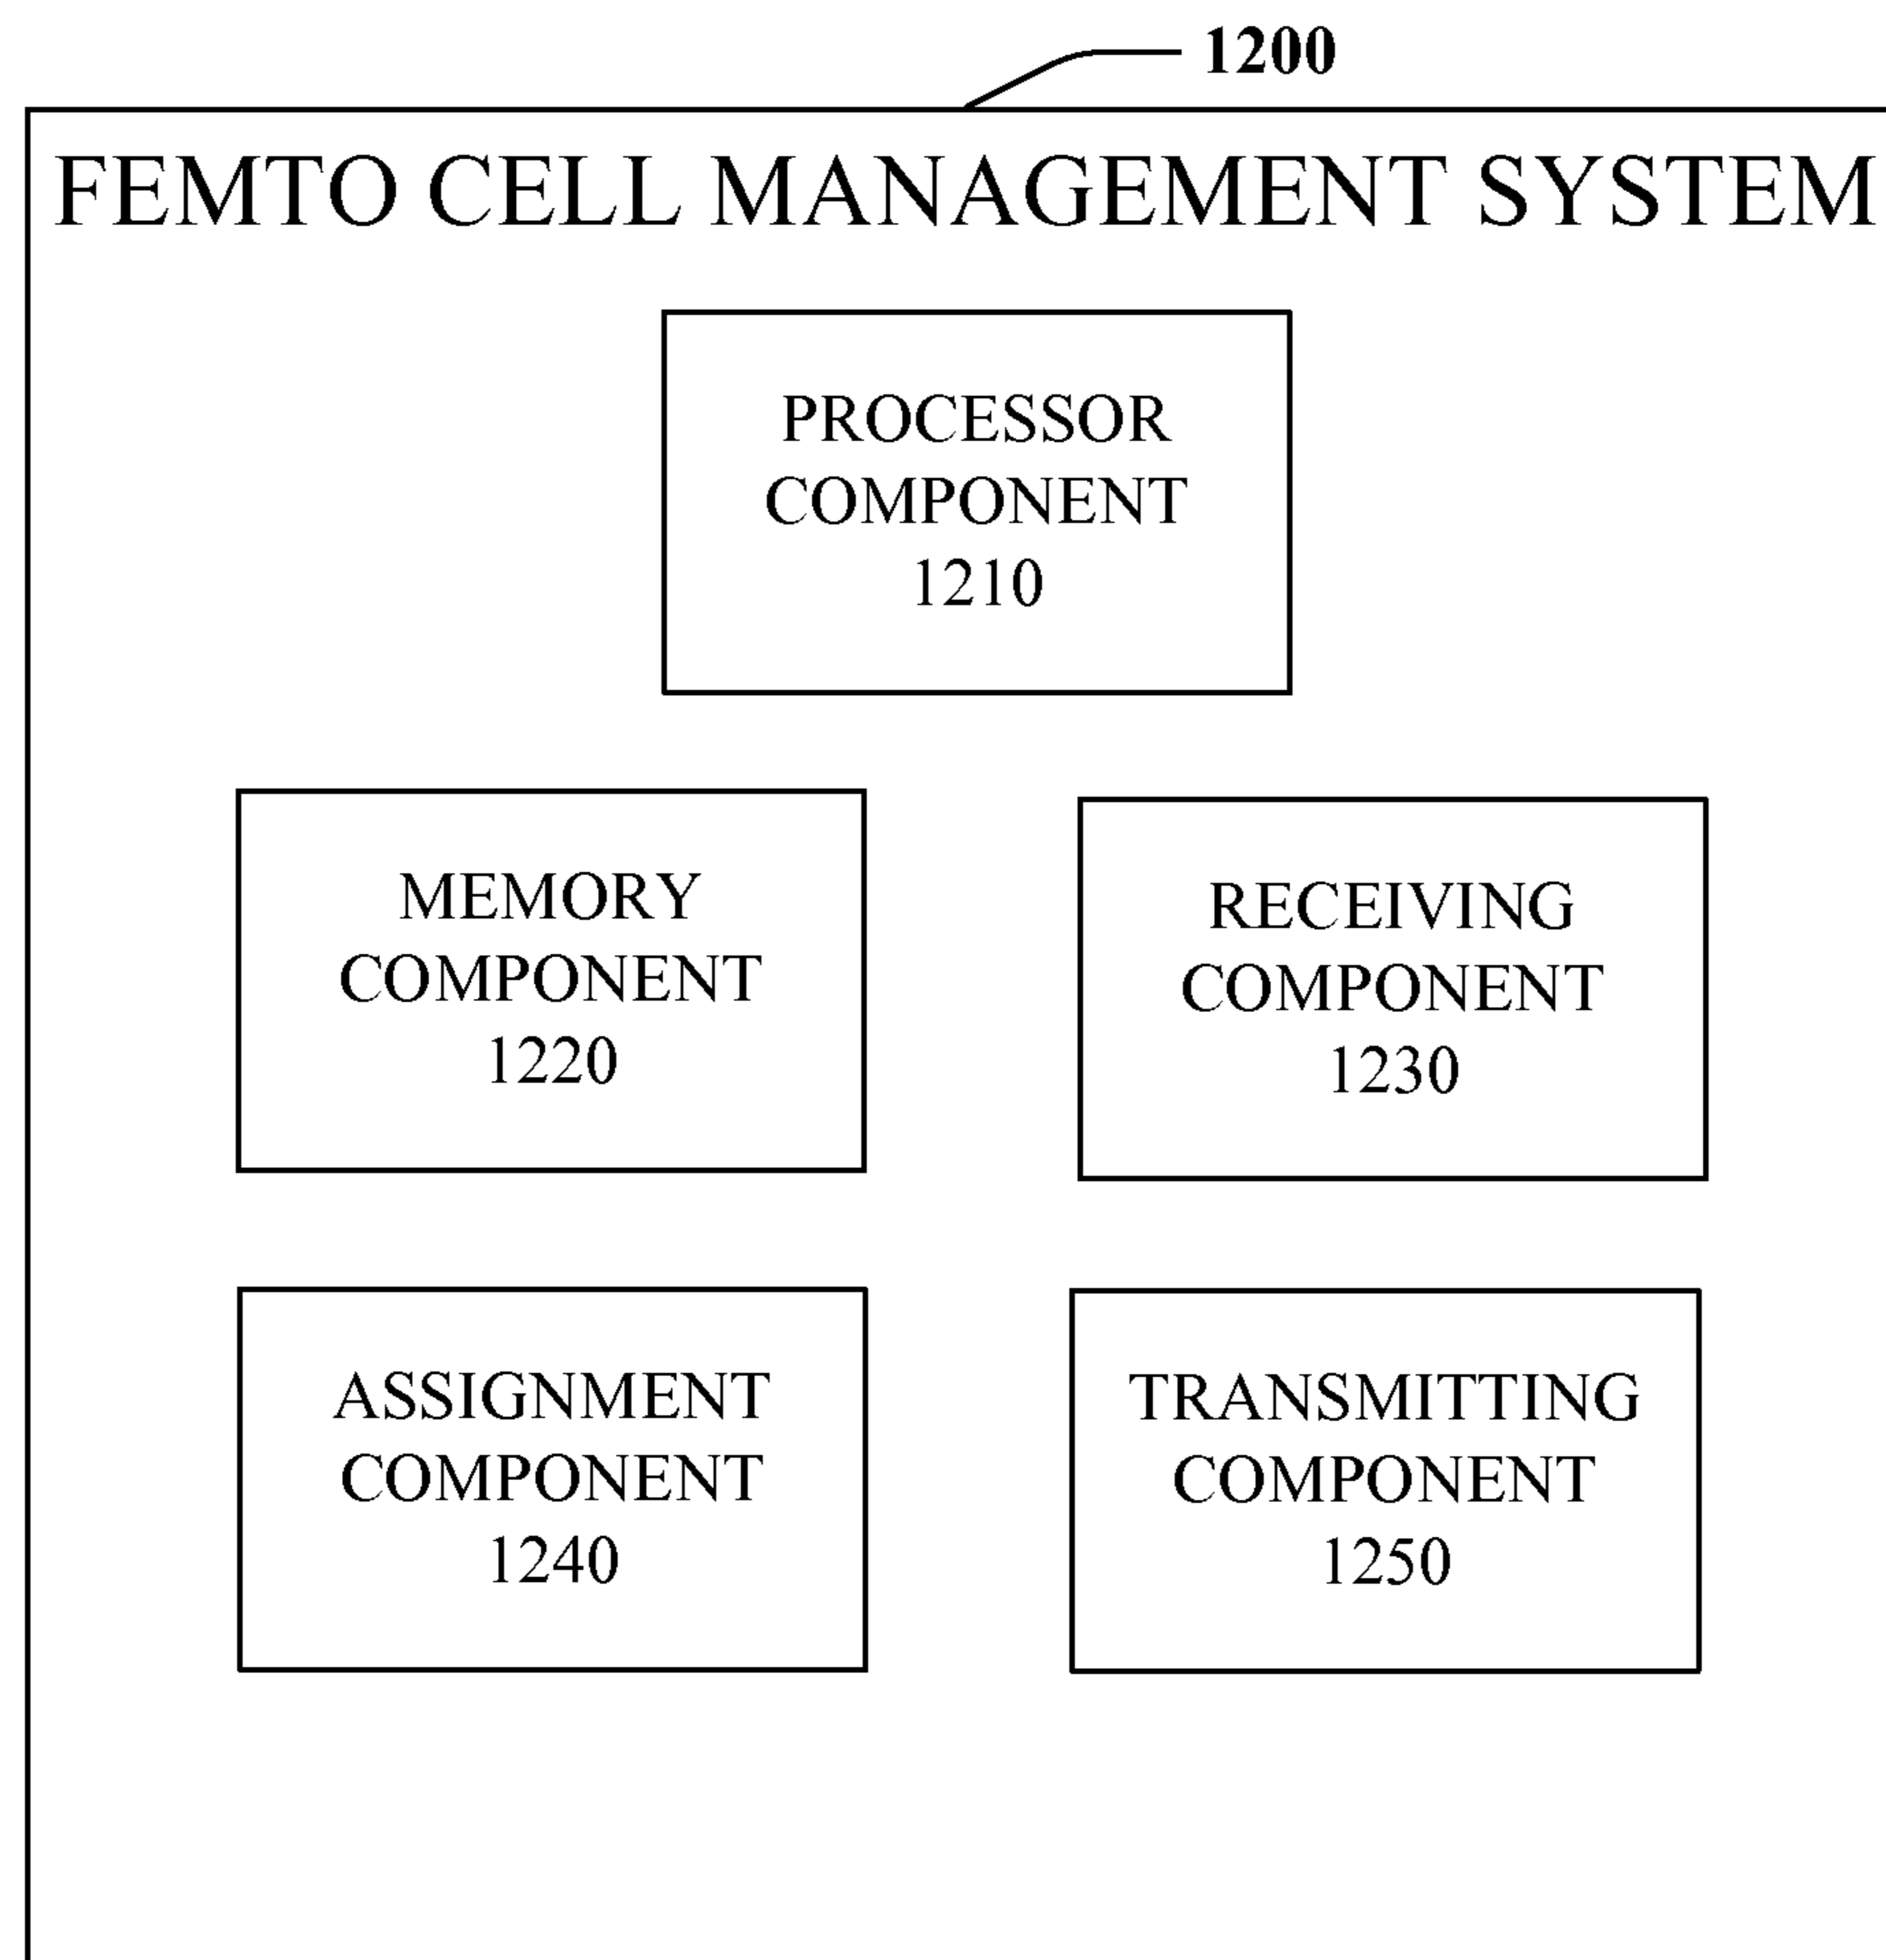 1200
FEMTO CELL MANAGEMENT SYSTEM
PROCESSOR
COMPONENT
1210
MEMORY
COMPONENT
1220
RECEIVING
COMPONENT
1230
ASSIGNMENT
COMPONENT
1240
TRANSMITTING
COMPONENT
1250